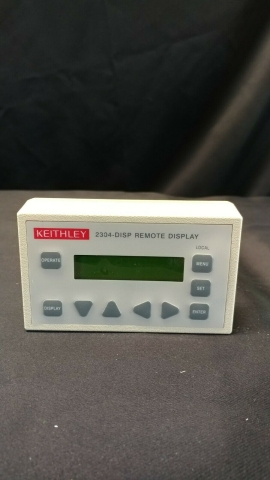 KEITHLEY 2304-DISP REMOTE DISPLAY
LOCAL
OPERATE
MENU
SET
DISPLAY
ENTER